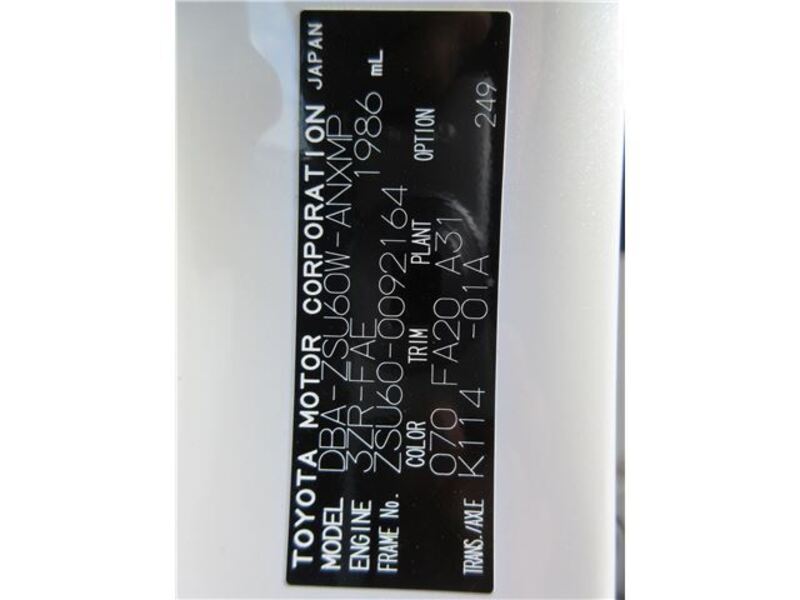 TOYOTA MOTOR CORPORATION JAPAN
MODEL DBA-ZSU60W-ANXMP
ENGINE 3ZR-FAE 1986 mL
FRAME No. ZSU60-0092164
COLOR TRIM PLANT OPTION
070 FA20 A31
TRANS./AXLE K114 -01A 249